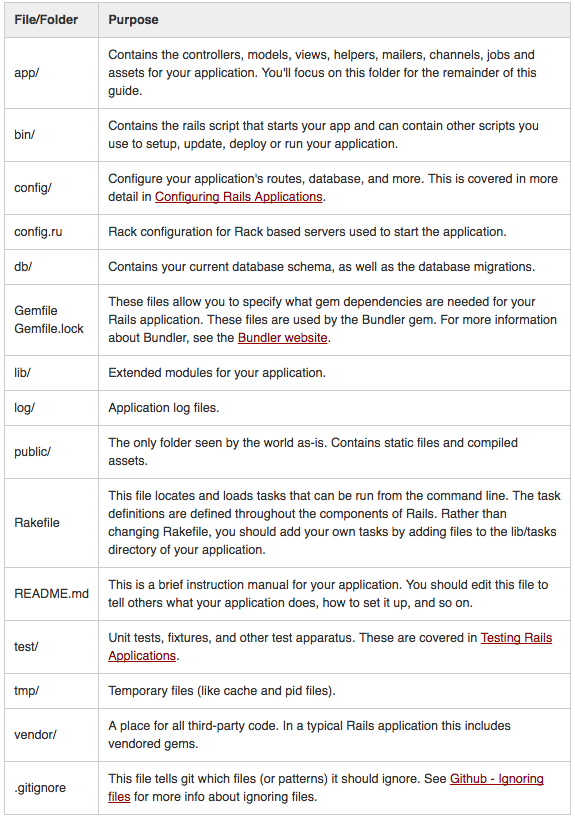 File/Folder Purpose
app/
Contains the controllers, models, views, helpers, mailers, channels, jobs and
assets for your application. You'll focus on this folder for the remainder of this
guide.
bin/
Contains the rails script that starts your app and can contain other scripts you
use to setup, update, deploy or run your application.
config/
Configure your application's routes, database, and more. This is covered in more
detail in Configuring Rails Applications.
config.ru Rack configuration for Rack based servers used to start the application.
db/ Contains your current database schema, as well as the database migrations.
Gemfile
Gemfile.lock
These files allow you to specify what gem dependencies are needed for your
Rails application. These files are used by the Bundler gem. For more information
about Bundler, see the Bundler website.
lib/ Extended modules for your application.
log/ Application log files.
public/
The only folder seen by the world as-is. Contains static files and compiled
assets.
Rakefile
This file locates and loads tasks that can be run from the command line. The task
definitions are defined throughout the components of Rails. Rather than
changing Rakefile, you should add your own tasks by adding files to the lib/tasks
directory of your application.
README.md
This is a brief instruction manual for your application. You should edit this file to
tell others what your application does, how to set it up, and so on.
test/
Unit tests, fixtures, and other test apparatus. These are covered in Testing Rails
Applications.
tmp/ Temporary files (like cache and pid files).
vendor/
A place for all third-party code. In a typical Rails application this includes
vendored gems.
.gitignore
This file tells git which files (or patterns) it should ignore. See Github - Ignoring
files for more info about ignoring files.